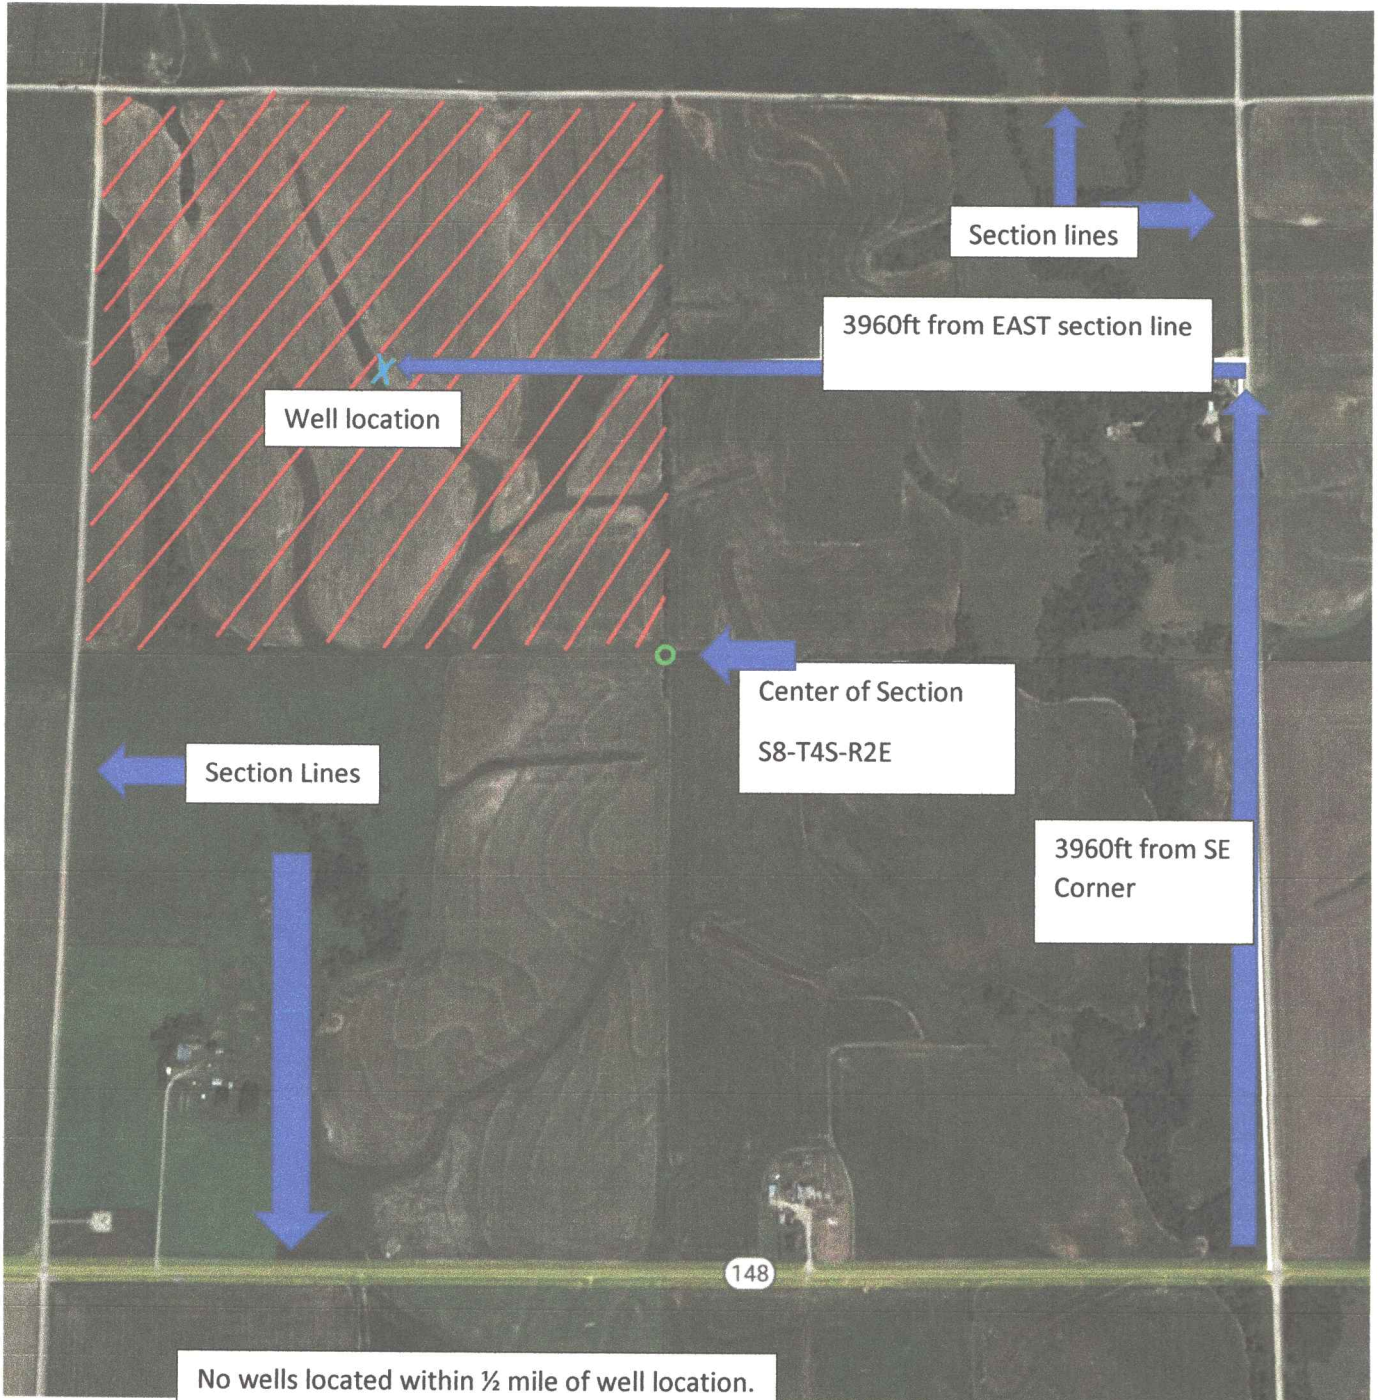 Section lines
3960ft from EAST section line
Well location
Center of Section
S8-T4S-R2E
Section Lines
3960ft from SE
Corner
148
No wells located within ½ mile of well location.